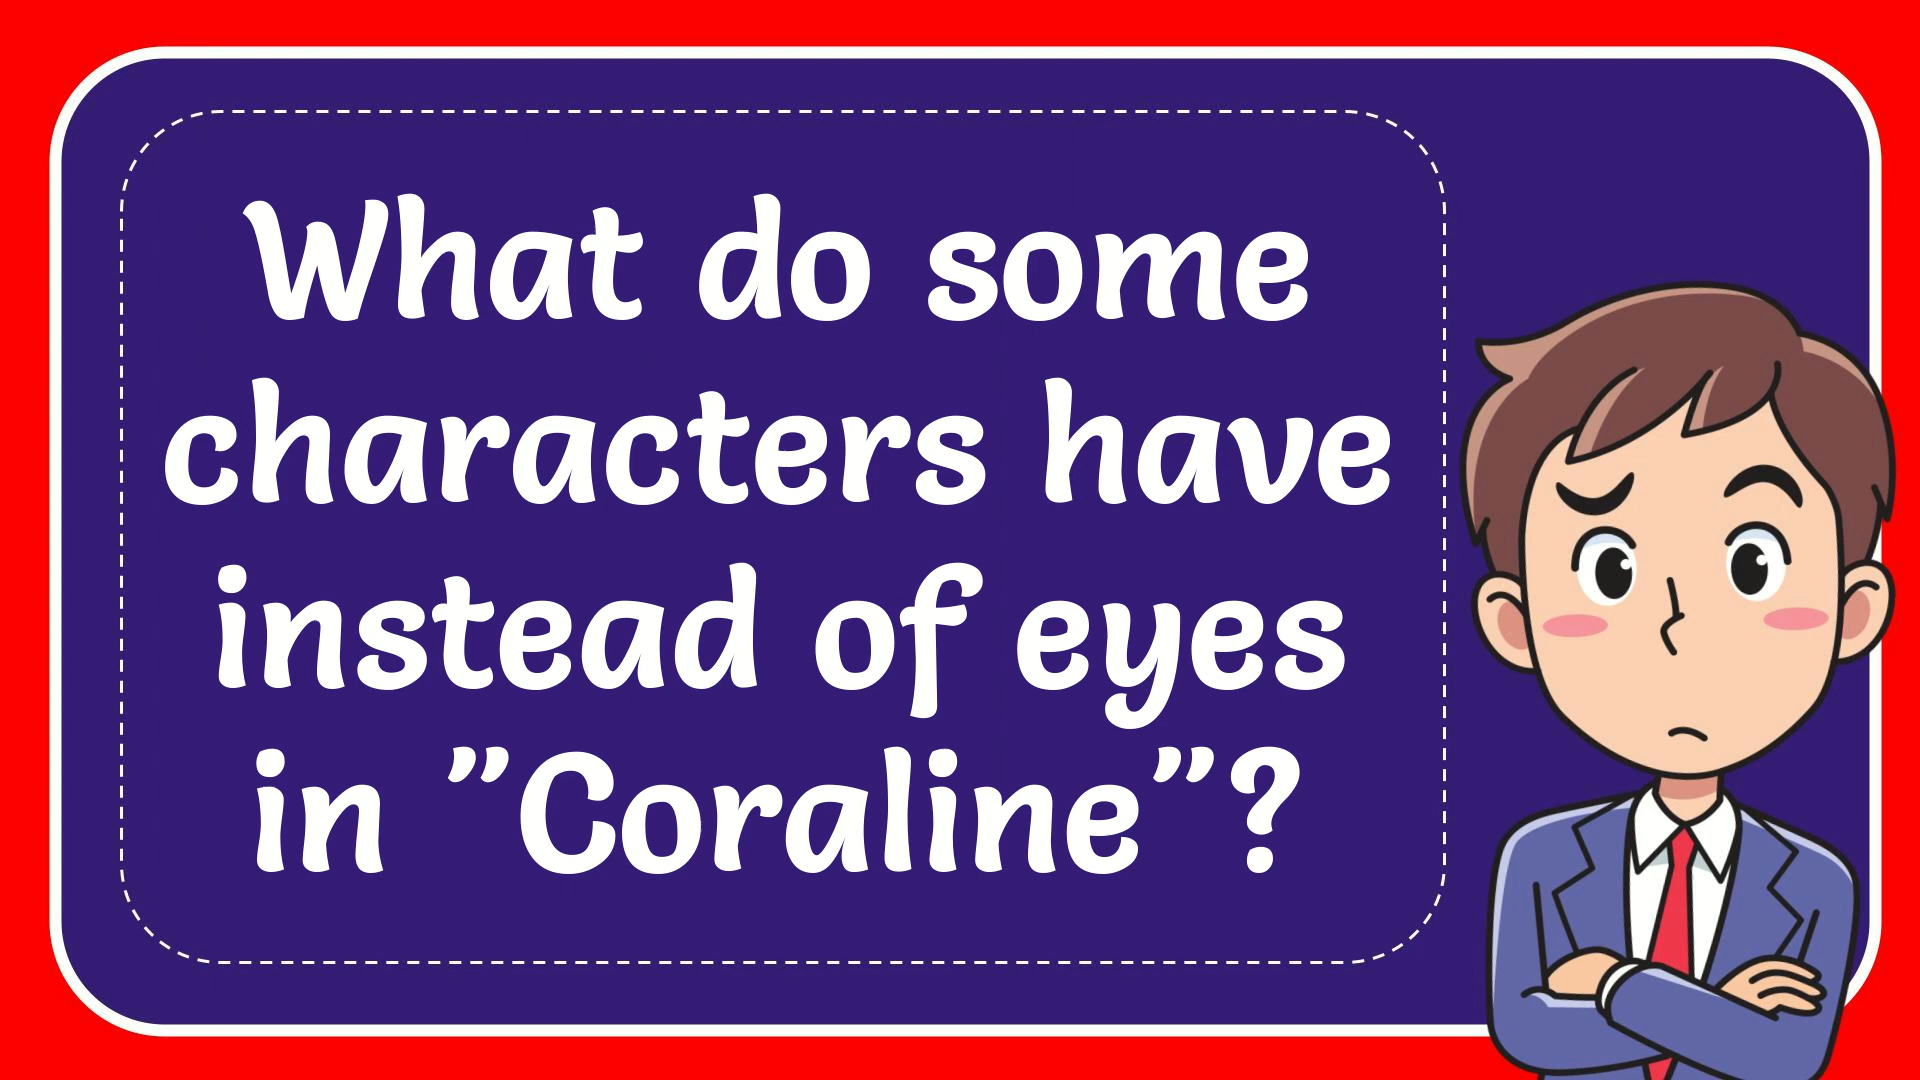 What do some
characters have
instead of eyes
in ”Coraline”?